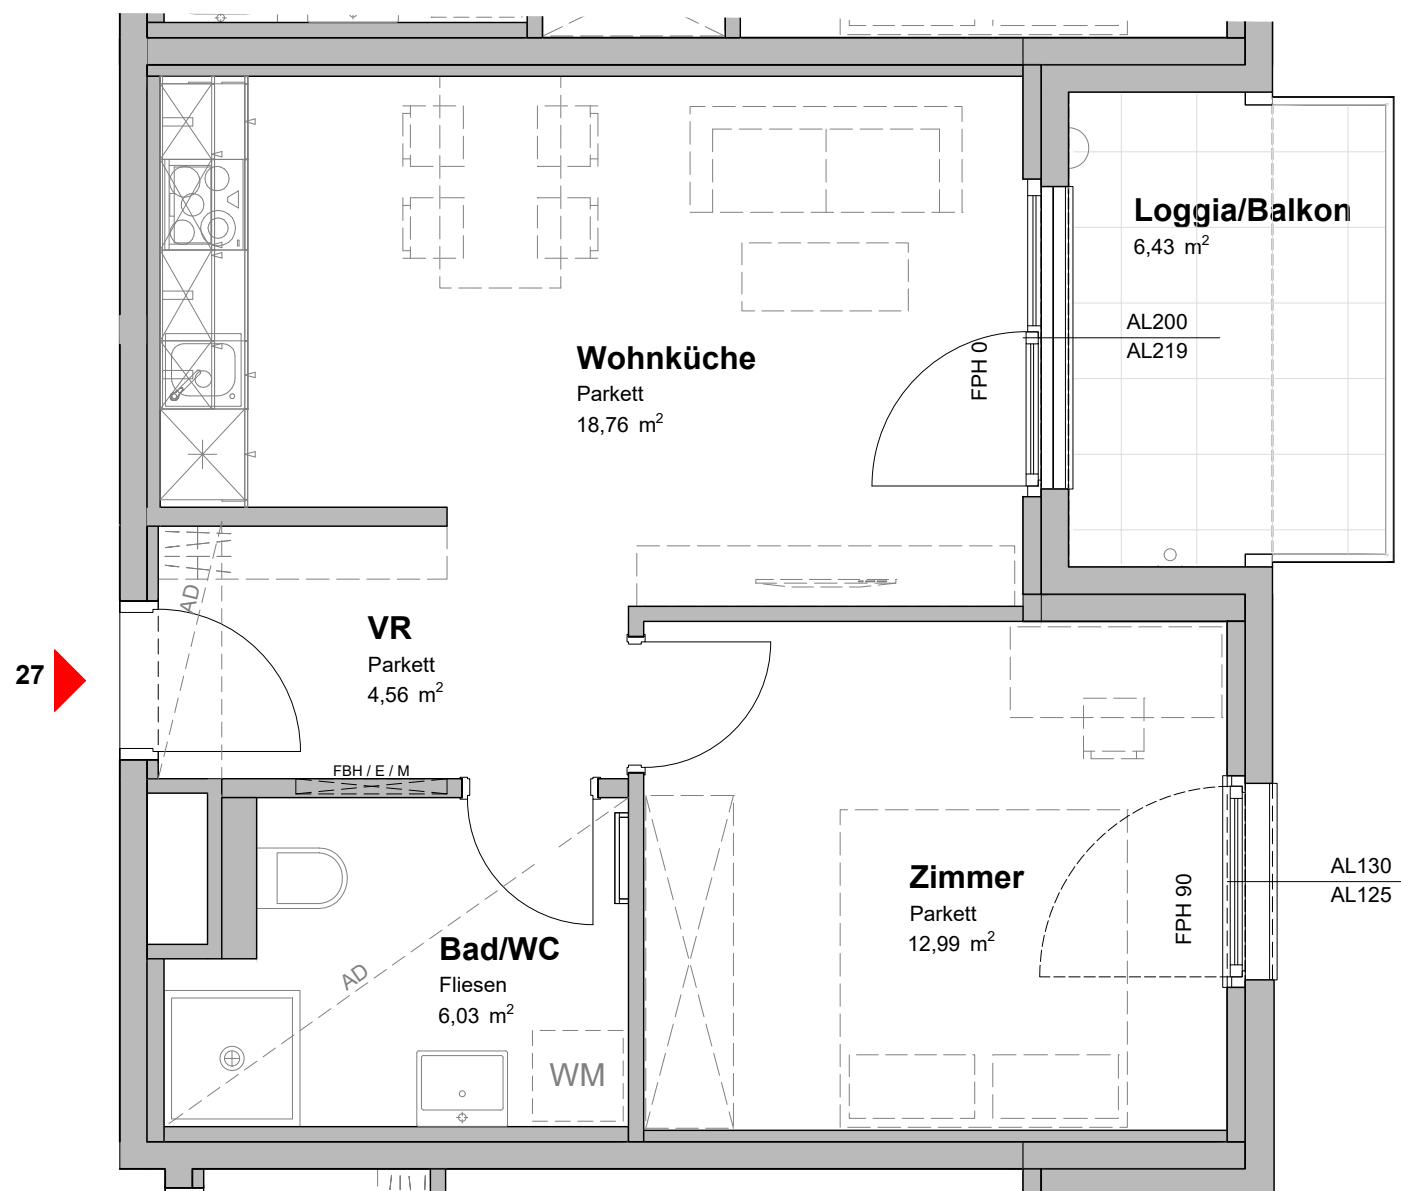 Loggia/Balkon
6,43 m²
AL200
AL219
FPH 0
Wohnküche
Parkett
18,76 m²
AD
VR
Parkett
4,56 m²
27
FBH / E / M
Zimmer
Parkett
12,99 m²
FPH 90
AL130
AL125
Bad/WC
Fliesen
6,03 m²
AD
WM